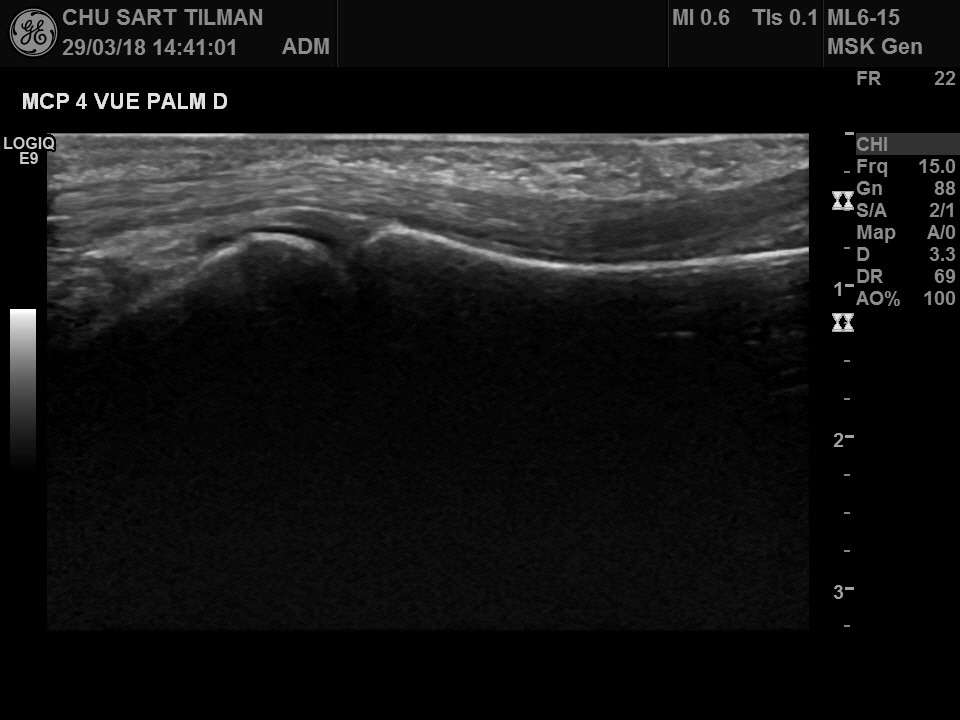 CHU SART TILMAN
29/03/18 14:41:01 ADM
MI 0.6 TIs 0.1
ML6-15
MSK Gen
FR 22
MCP 4 VUE PALM D
LOGIQ
E9
CHI
Frq 15.0
Gn 88
S/A 2/1
Map A/0
D 3.3
DR 69
AO% 100
1
2
3
GE